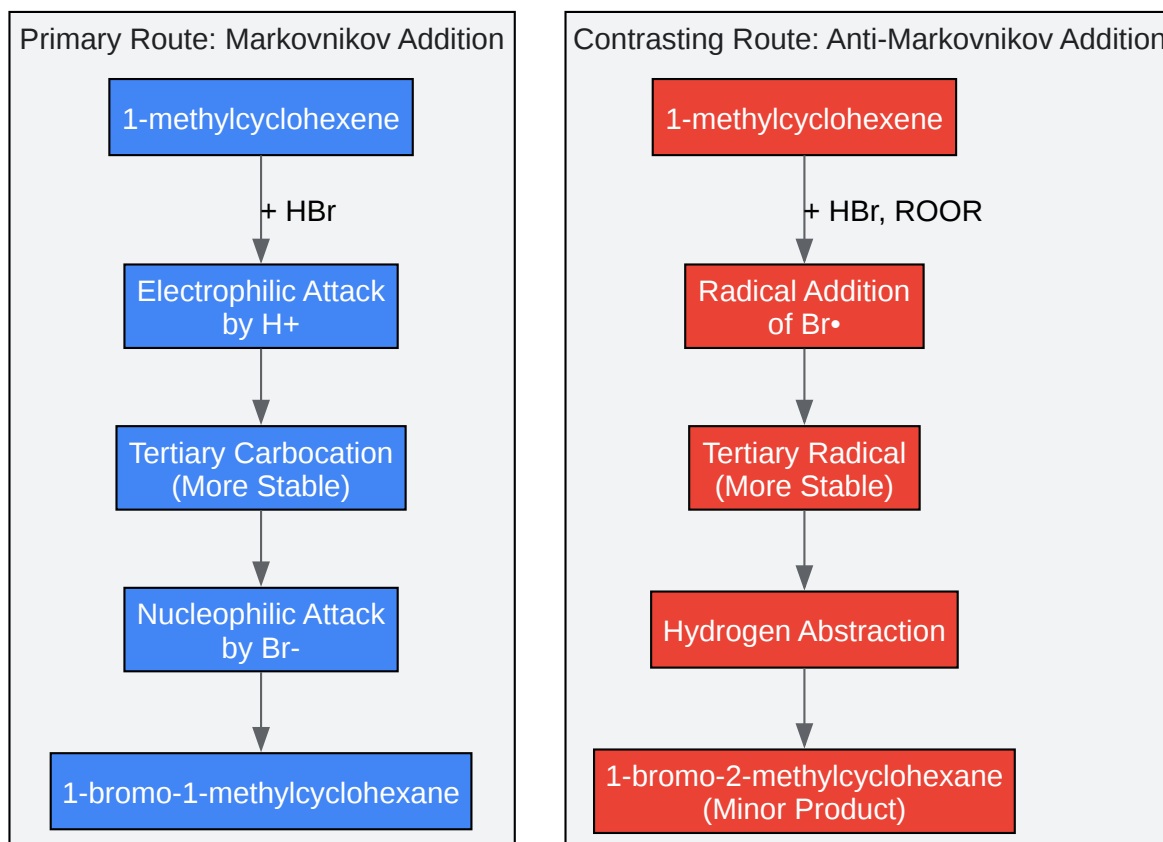 Primary Route: Markovnikov Addition
1-methylcyclohexene
+ HBr
Electrophilic Attack
by H+
Tertiary Carbocation
(More Stable)
Nucleophilic Attack
by Br-
1-bromo-1-methylcyclohexane
Contrasting Route: Anti-Markovnikov Addition
1-methylcyclohexene
+ HBr, ROOR
Radical Addition
of Br•
Tertiary Radical
(More Stable)
Hydrogen Abstraction
1-bromo-2-methylcyclohexane
(Minor Product)